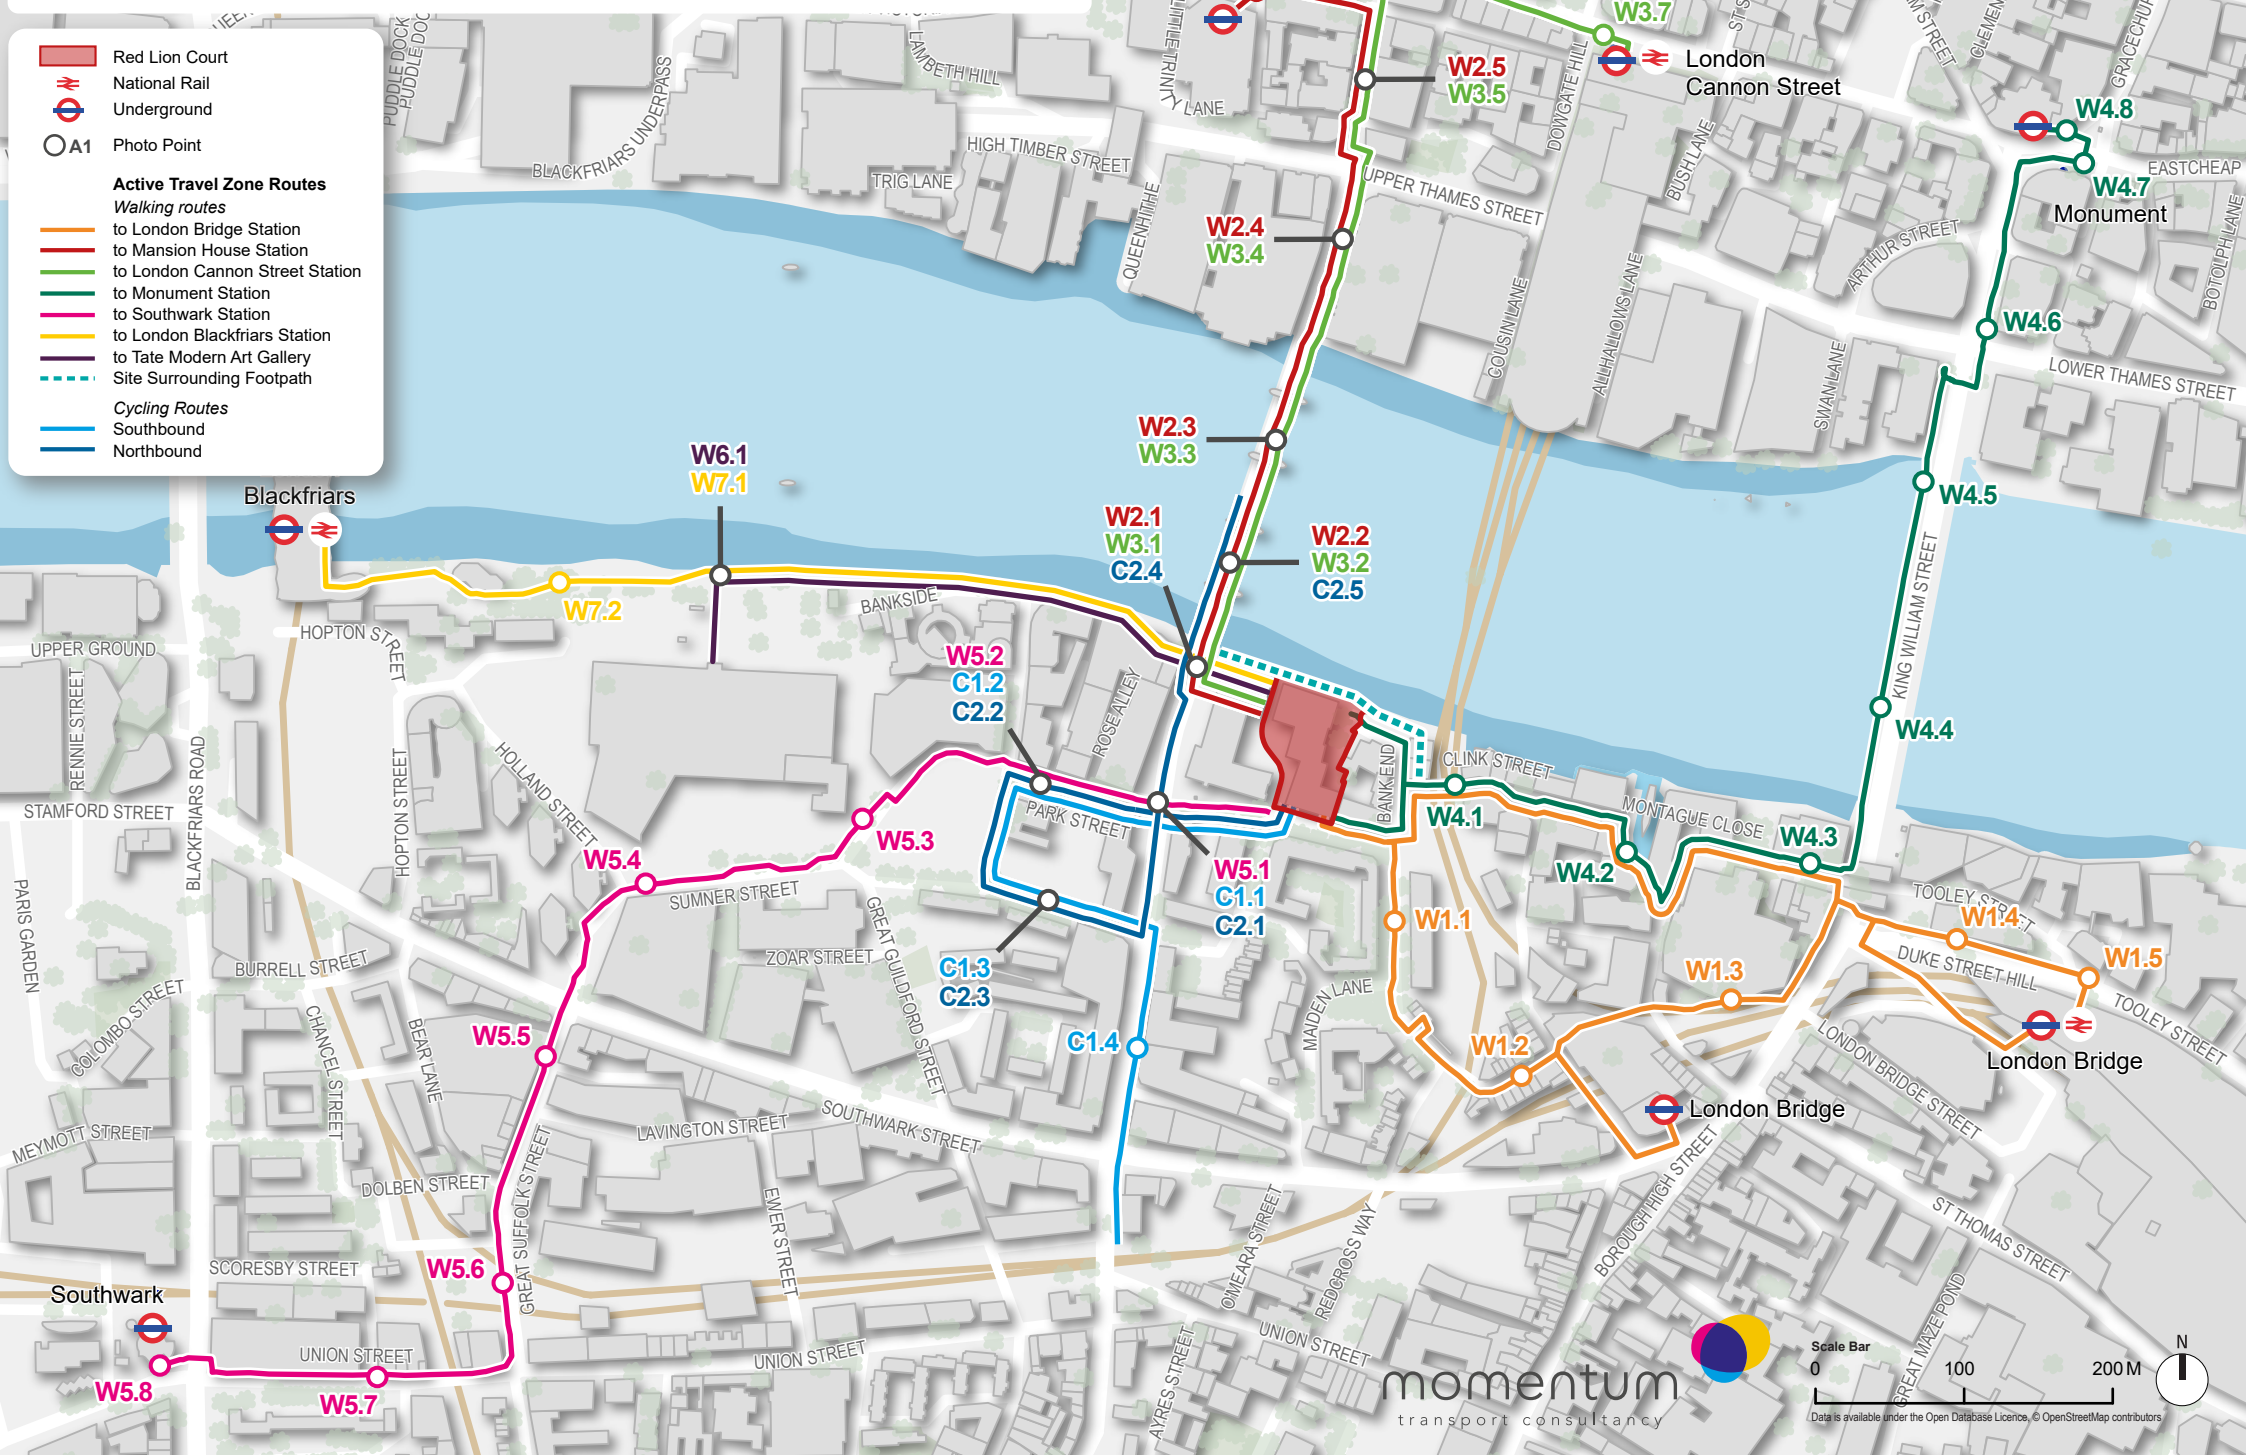 Red Lion Court
National Rail
Underground
A1 Photo Point
Active Travel Zone Routes
Walking routes
to London Bridge Station
to Mansion House Station
to London Cannon Street Station
to Monument Station
to Southwark Station
to London Blackfriars Station
to Tate Modern Art Gallery
Site Surrounding Footpath
Cycling Routes
Southbound
Northbound
PUDDLE DOCK
PUDDLE DOC
BLACKFRIARS UNDERPASS
LAMBETH HILL
LITTLE TRINITY LANE
HIGH TIMBER STREET
TRIG LANE
QUEENHITHE
W2.5
W3.5
W3.7
London
Cannon Street
DOWGATE HILL
BUSH LANE
UPPER THAMES STREET
COUSIN LANE
ALLHALLOWS LANE
W2.4
W3.4
CLEMEN
GRACECHUR
M STREET
W4.8
W4.7
Monument
EASTCHEAP
ARTHUR STREET
BOTOLPH LANE
W4.6
SWAN LANE
LOWER THAMES STREET
W4.5
KING WILLIAM STREET
W4.4
W2.3
W3.3
W2.1
W3.1
C2.4
W2.2
W3.2
C2.5
W6.1
W7.1
Blackfriars
W7.2
BANKSIDE
HOPTON STREET
UPPER GROUND
RENNIE STREET
STAMFORD STREET
BLACKFRIARS ROAD
HOPTON STREET
HOLLAND STREET
PARIS GARDEN
W5.2
C1.2
C2.2
ROSE ALLEY
PARK STREET
W5.1
C1.1
C2.1
W5.3
W5.4
SUMNER STREET
BANK END
CLINK STREET
W4.1
MONTAGUE CLOSE
W4.2
W4.3
W1.1
W1.2
W1.3
TOOLEY STREET
W1.4
W1.5
DUKE STREET HILL
TOOLEY STREET
London Bridge
LONDON BRIDGE STREET
London Bridge
BOROUGH HIGH STREET
ST THOMAS STREET
GREAT MAZE POND
MAIDEN LANE
C1.3
C2.3
C1.4
ZOAR STREET
GREAT GUILDFORD STREET
BURRELL STREET
COLOMBO STREET
CHANCEL STREET
BEAR LANE
W5.5
MEYMOTT STREET
LAVINGTON STREET
SOUTHWARK STREET
DOLBEN STREET
GREAT SUFFOLK STREET
EWER STREET
O'MEARA STREET
REDCROSS WAY
SCORESBY STREET
W5.6
Southwark
W5.8
UNION STREET
W5.7
UNION STREET
UNION STREET
AYRES STREET
momentum
transport consultancy
Scale Bar
0 100 200 M
N
Data is available under the Open Database Licence, © OpenStreetMap contributors